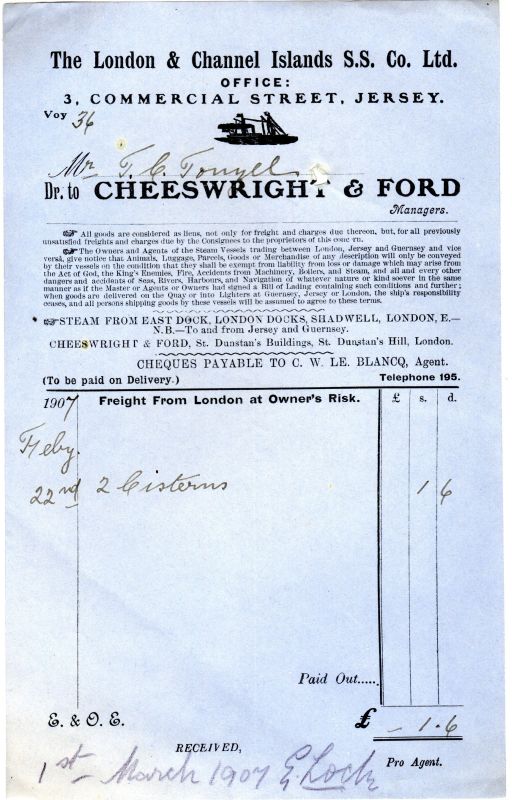 The London & Channel Islands S.S. Co. Ltd.
OFFICE:
3, COMMERCIAL STREET, JERSEY.
Voy 36
Mr T. C.
Dr. to CHEESWRIGHT & FORD
Managers.
All goods are considered as liens, not only for freight and charges due thereon, but, for all previously
unsatisfied freights and charges due by the Consignees to the proprietors of this concern.
The Owners and Agents of the Steam Vessels trading between London, Jersey and Guernsey and vice
versâ, give notice that Animals, Luggage, Parcels, Goods or Merchandise of any description will only be conveyed
by their vessels on the condition that they shall be exempt from liability from loss or damage which may arise from
the Act of God, the King's Enemies, Fire, Accidents from Machinery, Boilers, and Steam, and all and every other
dangers and accidents of Seas, Rivers, Harbours, and Navigation of whatever nature or kind soever in the same
manner as if the Master or Agents or Owners had signed a Bill of Lading containing such conditions and further;
when goods are delivered on the Quay or into Lighters at Guernsey, Jersey or London, the ship's responsibility
ceases, and all persons shipping goods by these vessels will be assumed to agree to these terms.
STEAM FROM EAST DOCK, LONDON DOCKS, SHADWELL, LONDON, E.—
N.B.—To and from Jersey and Guernsey.
CHEESWRIGHT & FORD, St. Dunstan's Buildings, St. Dunstan's Hill, London.
CHEQUES PAYABLE TO C. W. LE. BLANCQ, Agent.
(To be paid on Delivery.) Telephone 195.
1907 Freight From London at Owner's Risk. £ s. d.
Feby.
22nd 2 Cisterns 1 6
Paid Out.....
E. & O. E. £ – 1. 6
RECEIVED,
1st March 1907 E. Loch Pro Agent.